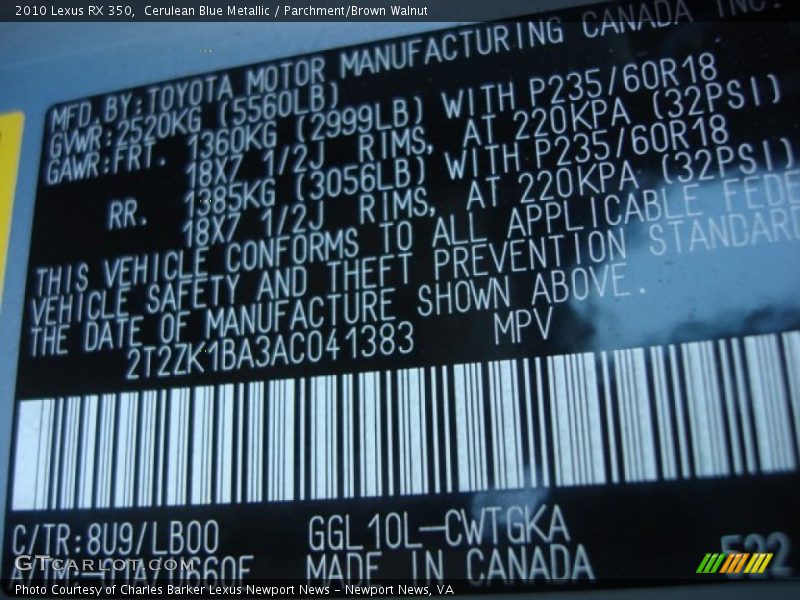 2010 Lexus RX 350,  Cerulean Blue Metallic / Parchment/Brown Walnut
MFD. BY: TOYOTA MOTOR MANUFACTURING CANADA INC.
GVWR: 2520KG (5560LB)
GAWR: FRT. 1360KG (2999LB) WITH P235/60R18
18X7 1/2J RIMS, AT 220KPA (32PSI)
RR. 1385KG (3056LB) WITH P235/60R18
18X7 1/2J RIMS, AT 220KPA (32PSI)
THIS VEHICLE CONFORMS TO ALL APPLICABLE FEDE
VEHICLE SAFETY AND THEFT PREVENTION STANDARD
THE DATE OF MANUFACTURE SHOWN ABOVE.
2T2ZK1BA3AC041383 MPV
C/TR: 8U9/LB00 GGL10L-CWTGKA
MADE IN CANADA
GTcarlot.com
Photo Courtesy of Charles Barker Lexus Newport News - Newport News, VA